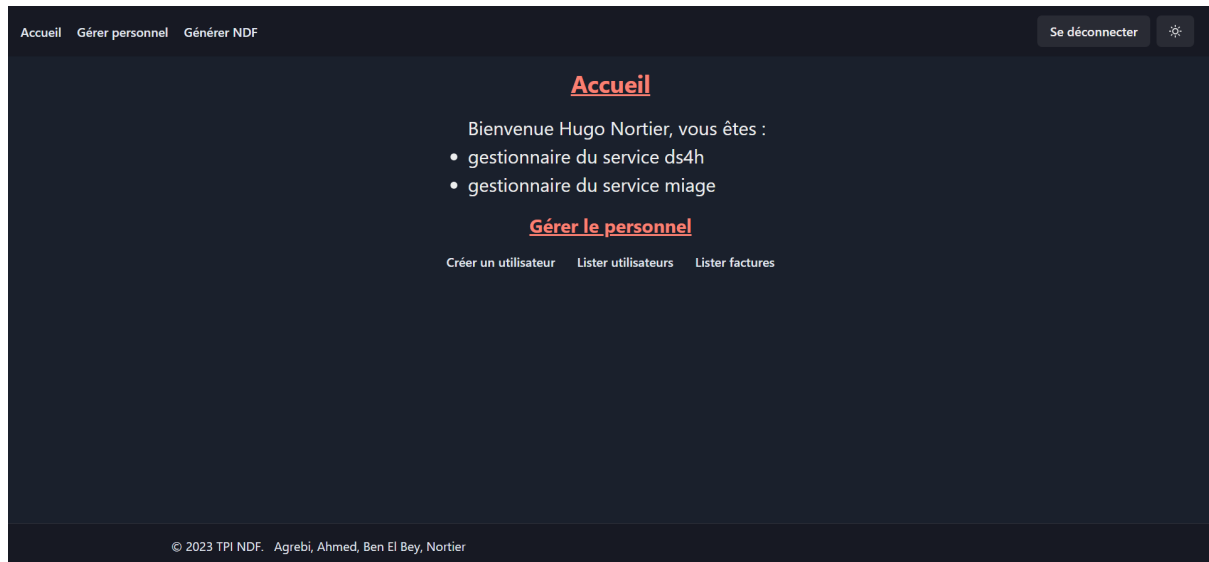 Accueil Gérer personnel Générer NDF Se déconnecter
Accueil
Bienvenue Hugo Nortier, vous êtes :
• gestionnaire du service ds4h
• gestionnaire du service miage
Gérer le personnel
Créer un utilisateur Lister utilisateurs Lister factures
© 2023 TPI NDF. Agrebi, Ahmed, Ben El Bey, Nortier